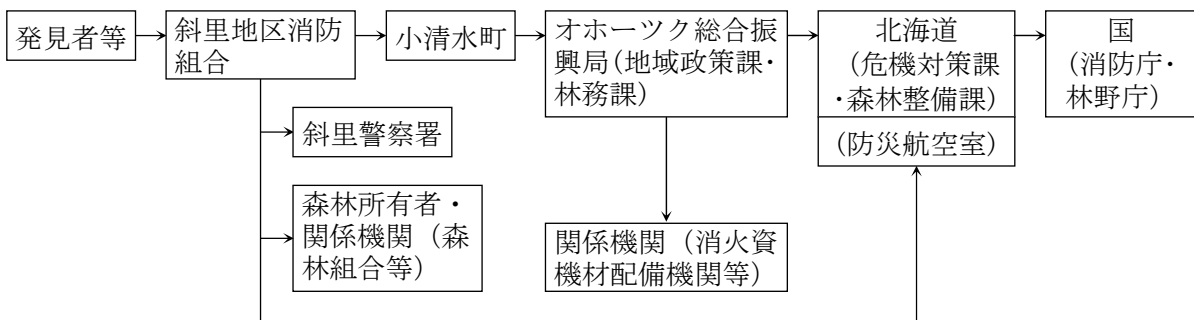 発見者等
斜里地区消防
組合
小清水町
オホーツク総合振
興局(地域政策課・
林務課)
北海道
(危機対策課
・森林整備課)
(防災航空室)
国
(消防庁・
林野庁)
斜里警察署
森林所有者・
関係機関(森
林組合等)
関係機関(消火資
機材配備機関等)